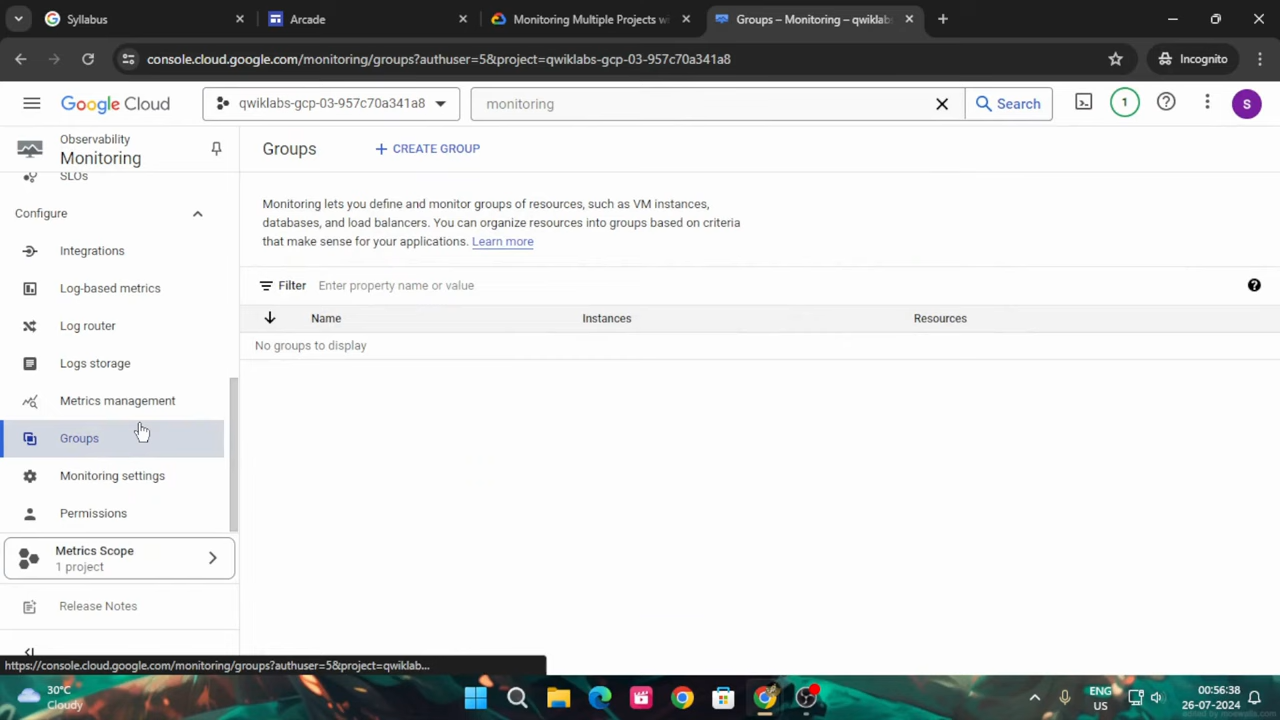 Syllabus
Arcade
Monitoring Multiple Projects wi
Groups – Monitoring – qwiklabs
console.cloud.google.com/monitoring/groups?authuser=5&project=qwiklabs-gcp-03-957c70a341a8
Incognito
Google Cloud
qwiklabs-gcp-03-957c70a341a8
monitoring
Search
1
S
Observability
Monitoring
SLOs
Configure
Integrations
Log-based metrics
Log router
Logs storage
Metrics management
Groups
Monitoring settings
Permissions
Metrics Scope
1 project
Release Notes
Groups
CREATE GROUP
Monitoring lets you define and monitor groups of resources, such as VM instances,
databases, and load balancers. You can organize resources into groups based on criteria
that make sense for your applications. Learn more
Filter Enter property name or value
Name Instances Resources
No groups to display
https://console.cloud.google.com/monitoring/groups?authuser=5&project=qwiklab...
30°C
Cloudy
ENG
US
00:56:38
26-07-2024